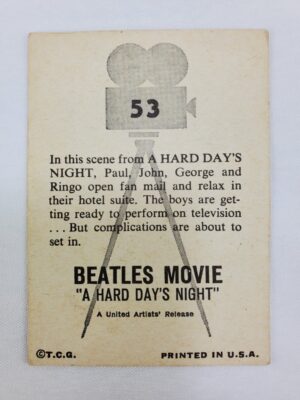 53
In this scene from A HARD DAY'S
NIGHT, Paul, John, George and
Ringo open fan mail and relax in
their hotel suite. The boys are get-
ting ready to perform on television
... But complications are about to
set in.
BEATLES MOVIE
"A HARD DAY'S NIGHT"
A United Artists' Release
©T.C.G. PRINTED IN U.S.A.